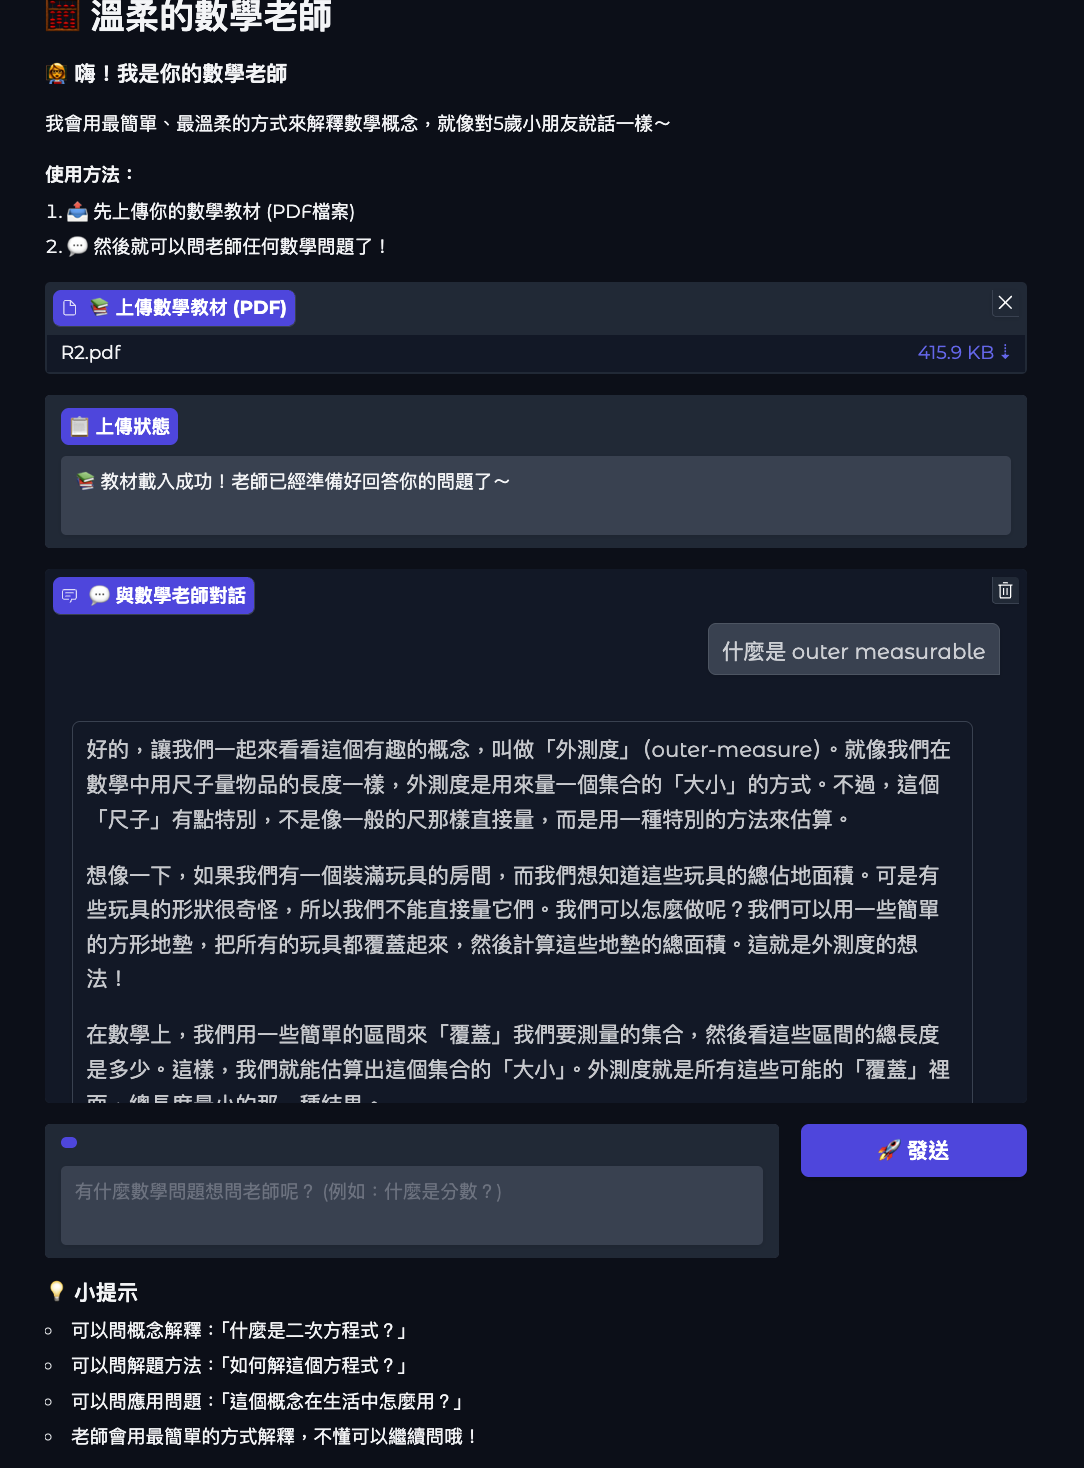 溫柔的數學老師
嗨！我是你的數學老師
我會用最簡單、最溫柔的方式來解釋數學概念，就像對5歲小朋友說話一樣～
使用方法：
1. 先上傳你的數學教材 (PDF檔案)
2. 然後就可以問老師任何數學問題了！
上傳數學教材 (PDF)
R2.pdf
415.9 KB ⇣
上傳狀態
教材載入成功！老師已經準備好回答你的問題了～
與數學老師對話
什麼是 outer measurable
好的，讓我們一起來看看這個有趣的概念，叫做「外測度」(outer-measure)。就像我們在
數學中用尺子量物品的長度一樣，外測度是用來量一個集合的「大小」的方式。不過，這個
「尺子」有點特別，不是像一般的尺那樣直接量，而是用一種特別的方法來估算。
想像一下，如果我們有一個裝滿玩具的房間，而我們想知道這些玩具的總佔地面積。可是有
些玩具的形狀很奇怪，所以我們不能直接量它們。我們可以怎麼做呢？我們可以用一些簡單
的方形地墊，把所有的玩具都覆蓋起來，然後計算這些地墊的總面積。這就是外測度的想
法！
在數學上，我們用一些簡單的區間來「覆蓋」我們要測量的集合，然後看這些區間的總長度
是多少。這樣，我們就能估算出這個集合的「大小」。外測度就是所有這些可能的「覆蓋」裡
面，總長度最小的那一種結果。
有什麼數學問題想問老師呢？ (例如：什麼是分數？)
發送
小提示
可以問概念解釋：「什麼是二次方程式？」
可以問解題方法：「如何解這個方程式？」
可以問應用問題：「這個概念在生活中怎麼用？」
老師會用最簡單的方式解釋，不懂可以繼續問哦！